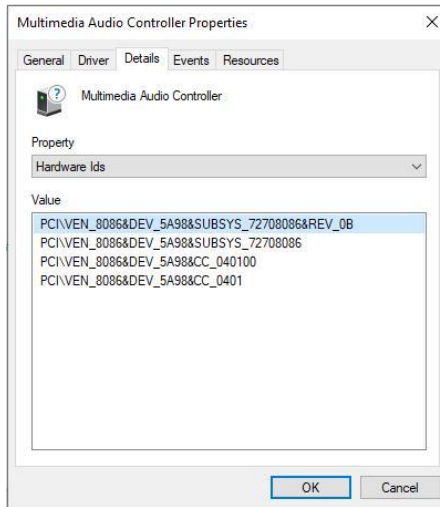 Multimedia Audio Controller Properties
General Driver Details Events Resources
Multimedia Audio Controller
Property
Hardware Ids
Value
PCI\VEN_8086&DEV_5A98&SUBSYS_72708086&REV_0B
PCI\VEN_8086&DEV_5A98&SUBSYS_72708086
PCI\VEN_8086&DEV_5A98&CC_040100
PCI\VEN_8086&DEV_5A98&CC_0401
OK Cancel